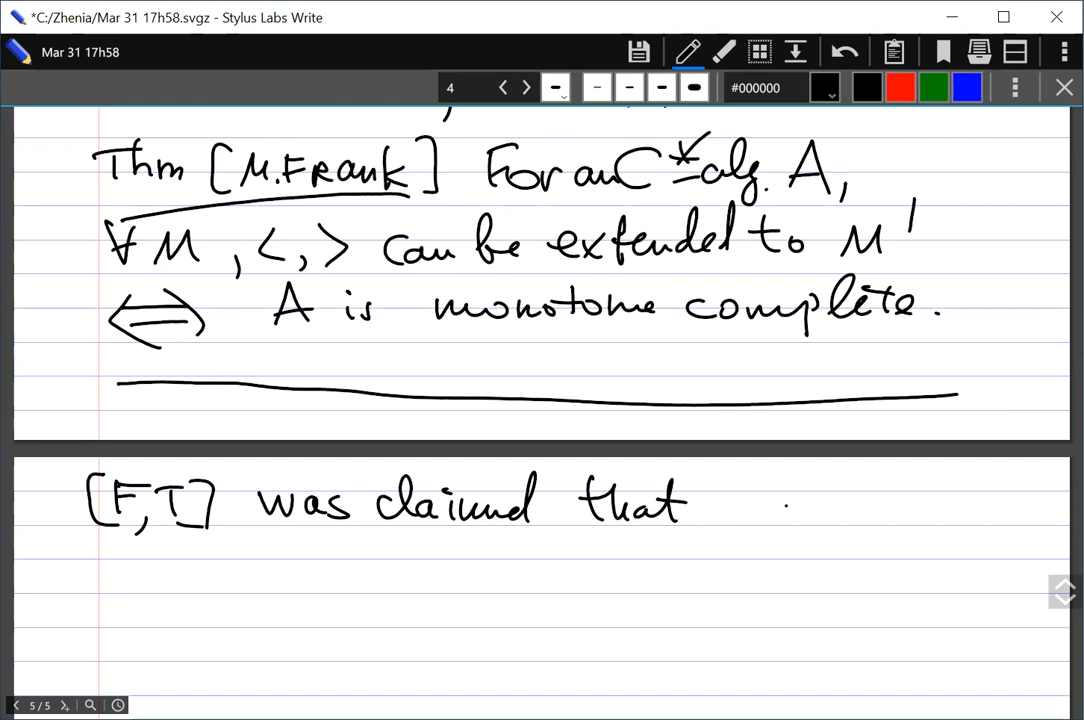 *C:/Zhenia/Mar 31 17h58.svgz - Stylus Labs Write
Mar 31 17h58
4
#000000
Thm [M.FRank] For an C*-alg. A,
∀ M, <,> can be extended to M'
⟺ A is monotone complete.
[F,T] was claimed that
5/5